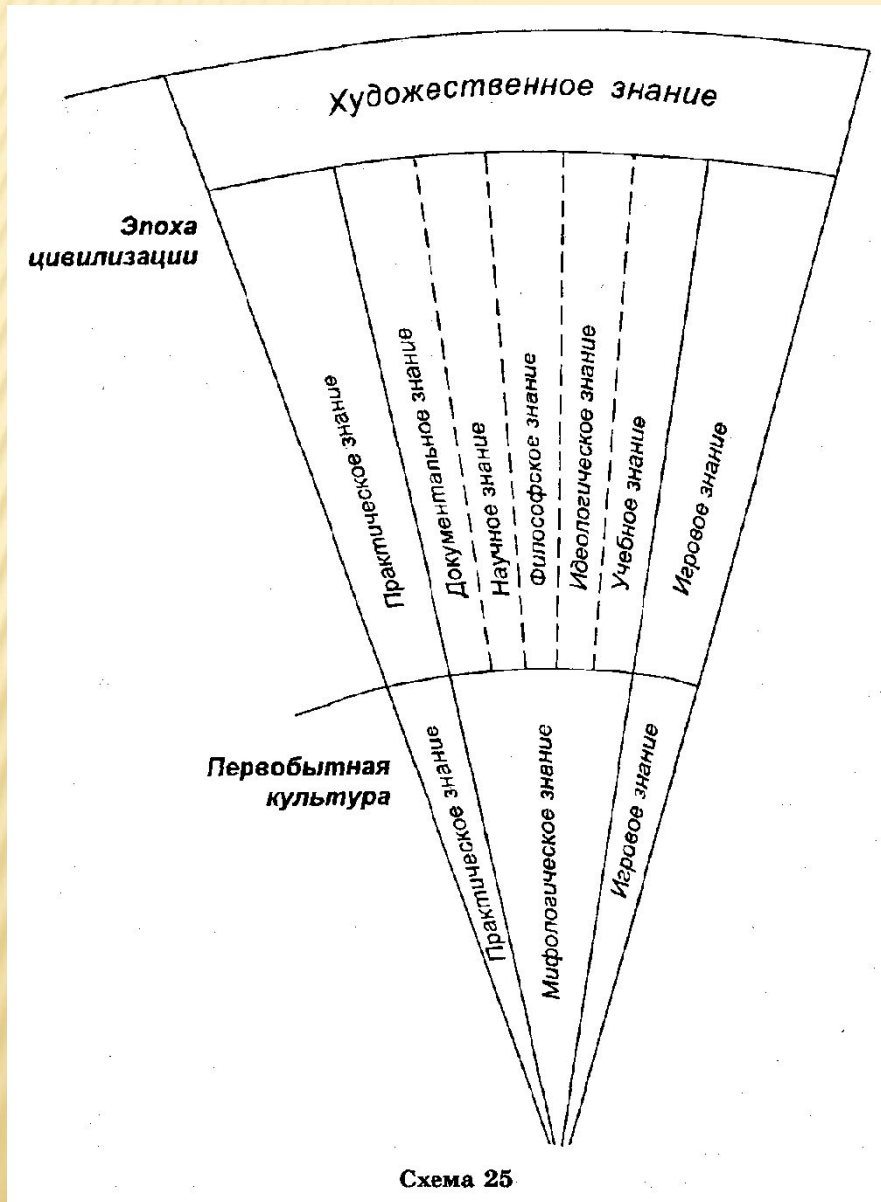 Художественное знание
Эпоха
цивилизации
Практическое знание
Документальное знание
Научное знание
Философское знание
Идеологическое знание
Учебное знание
Игровое знание
Первобытная
культура
Практическое знание
Мифологическое знание
Игровое знание
Схема 25